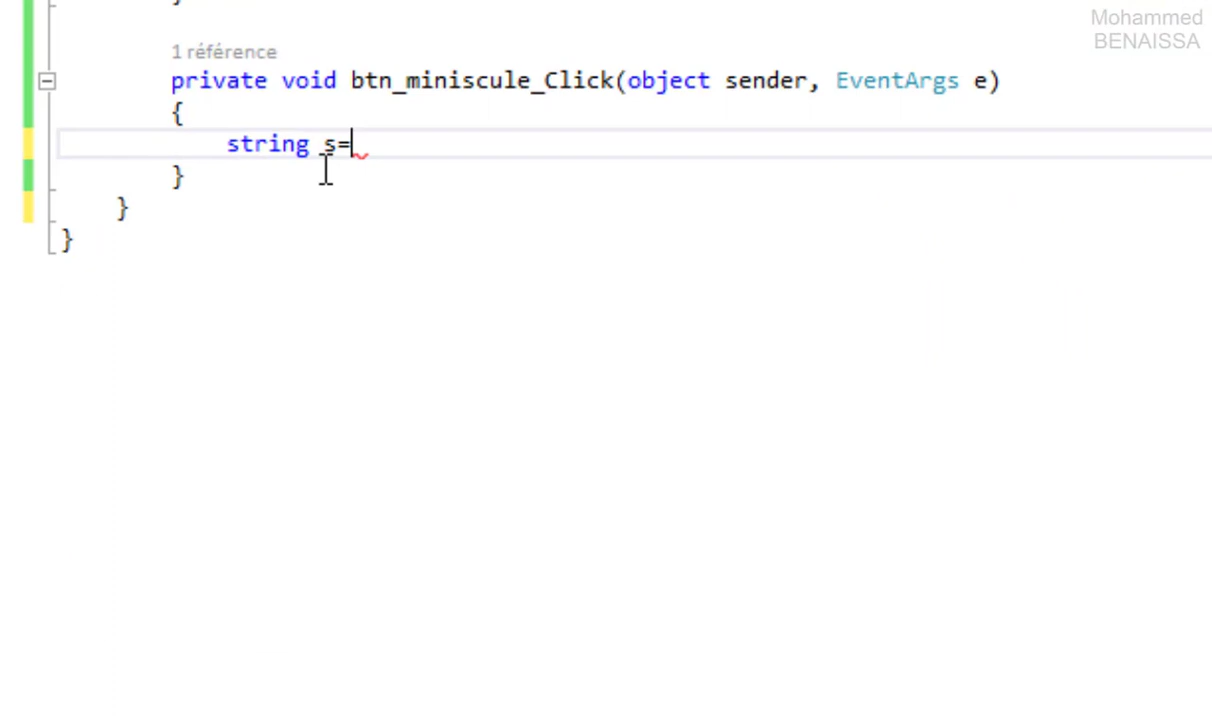 Mohammed
BENAISSA
}
1 référence
private void btn_miniscule_Click(object sender, EventArgs e)
{
string s=
}
}
}